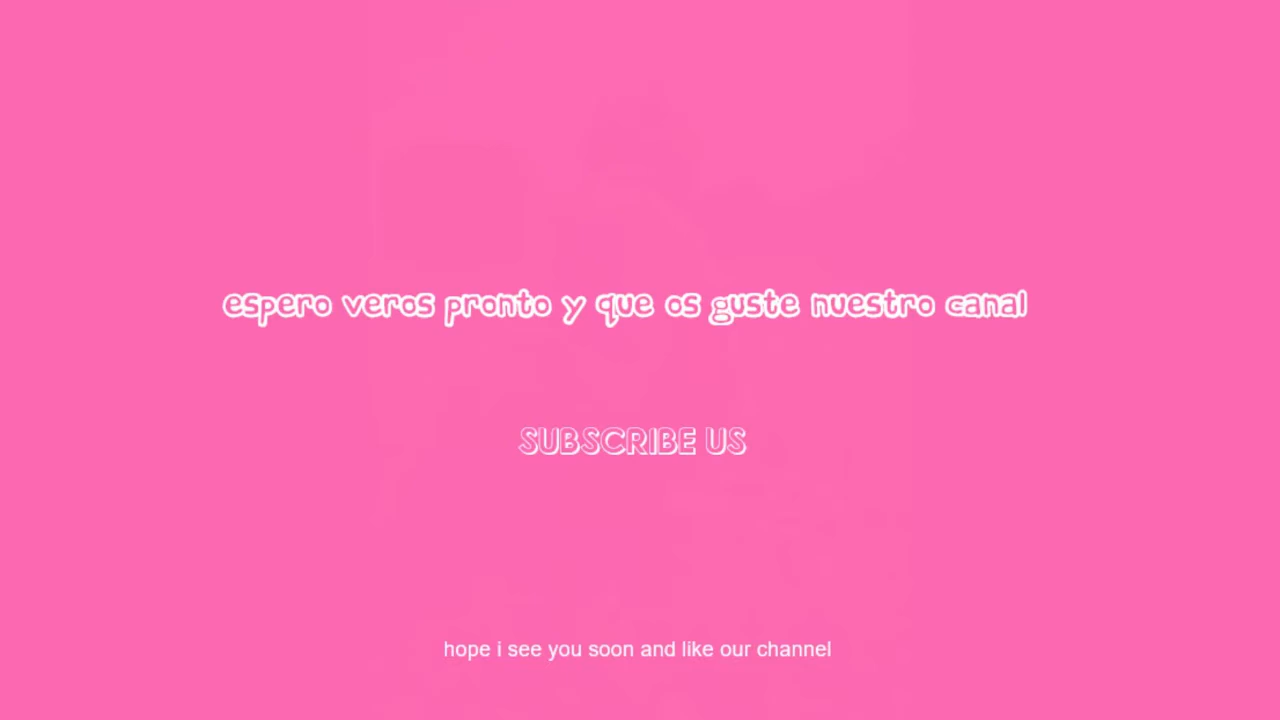 espero veros pronto y que os guste nuestro canal
SUBSCRIBE US
hope i see you soon and like our channel